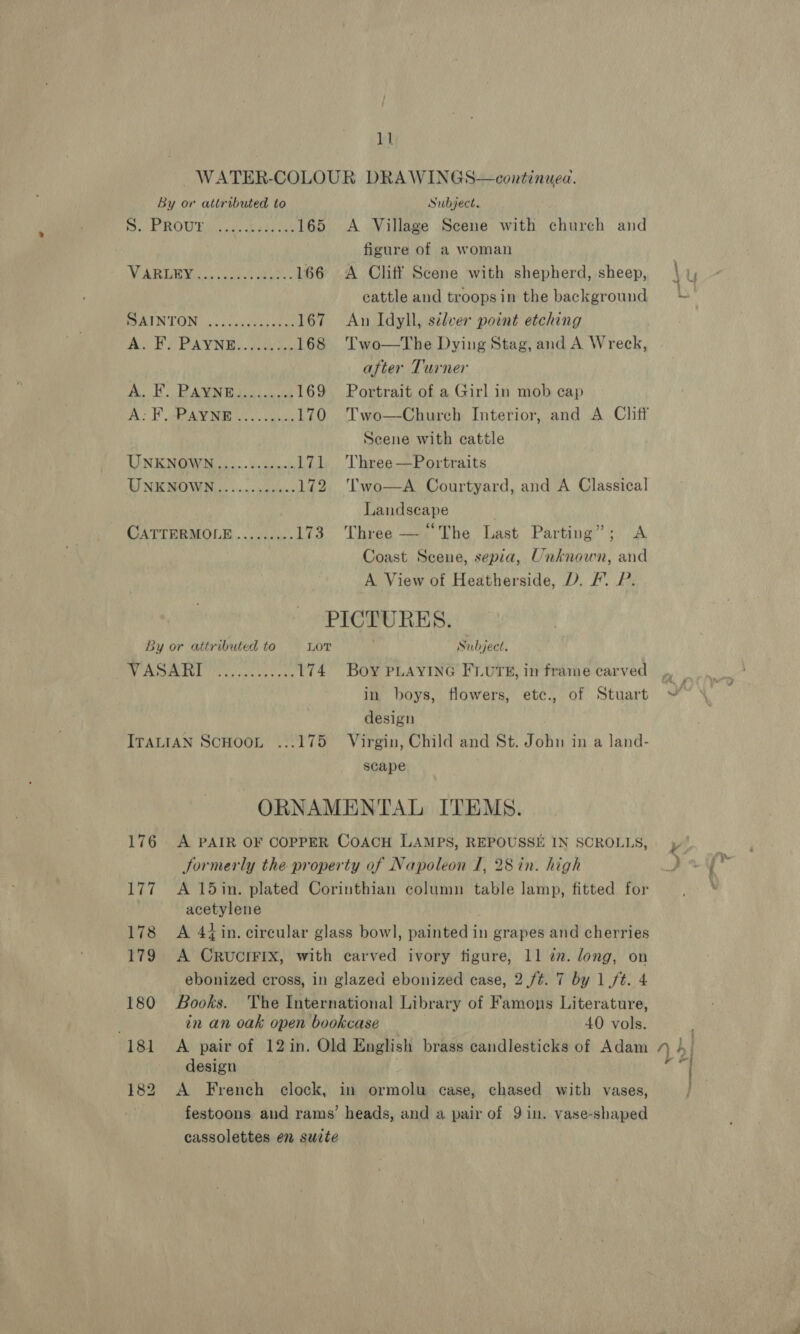 11
WATER-COLOUR DRAWINGS—continued.
By or attributed to Subject.
S. PROUT ............165 A Village Scene with church and
figure of a woman
VARLEY...............166 A Cliff Scene with shepherd, sheep,
cattle and troops in the background
SAINTON ............167 An Idyll, silver point etching
A. F. PAYNE.........168 Two—The Dying Stag, and A Wreck,
after Turner
A. F. PAYNE.........169 Portrait of a Girl in mob cap
A. F. PAYNE.........170 Two—Church Interior, and A Cliff
Scene with cattle
UNKNOWN............171 Three—Portraits
UNKNOWN............172 Two—A Courtyard, and A Classical
Landscape
CATTERMOLE.........173 Three — “The Last Parting”; A
Coast Scene, sepia, Unknown, and
A View of Heatherside, D. F. P.
PICTURES.
By or attributed to LOT Subject.
VASARI ............174 BOY PLAYING FLUTE, in frame carved
in boys, flowers, etc., of Stuart
design
ITALIAN SCHOOL ...175 Virgin, Child and St. John in a land-
scape
ORNAMENTAL ITEMS.
176 A PAIR OF COPPER COACH LAMPS, REPOUSSÉ IN SCROLLS,
formerly the property of Napoleon I, 28 in. high
177 A 15 in. plated Corinthian column table lamp, fitted for
acetylene
178 A 4½ in. circular glass bowl, painted in grapes and cherries
179 A CRUCIFIX, with carved ivory figure, 11 in. long, on
ebonized cross, in glazed ebonized case, 2 ft. 7 by 1 ft. 4
180 Books. The International Library of Famous Literature,
in an oak open bookcase 40 vols.
181 A pair of 12 in. Old English brass candlesticks of Adam
design
182 A French clock, in ormolu case, chased with vases,
festoons and rams’ heads, and a pair of 9 in. vase-shaped
cassolettes en suite